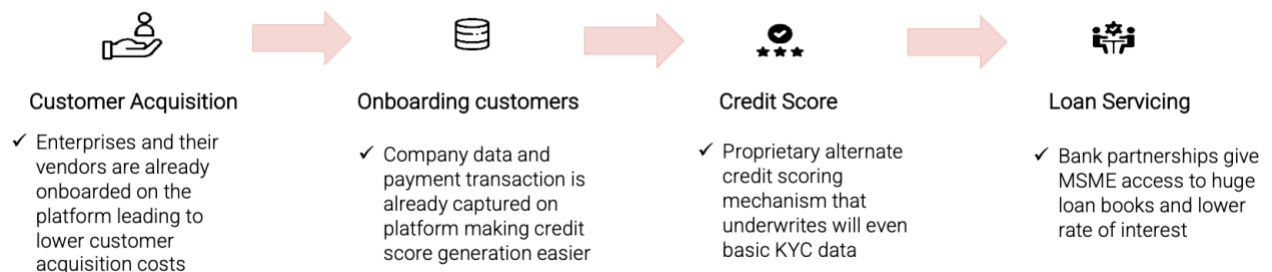 Customer Acquisition
✓ Enterprises and their
vendors are already
onboarded on the
platform leading to
lower customer
acquisition costs
Onboarding customers
✓ Company data and
payment transaction is
already captured on
platform making credit
score generation easier
Credit Score
✓ Proprietary alternate
credit scoring
mechanism that
underwrites will even
basic KYC data
Loan Servicing
✓ Bank partnerships give
MSME access to huge
loan books and lower
rate of interest